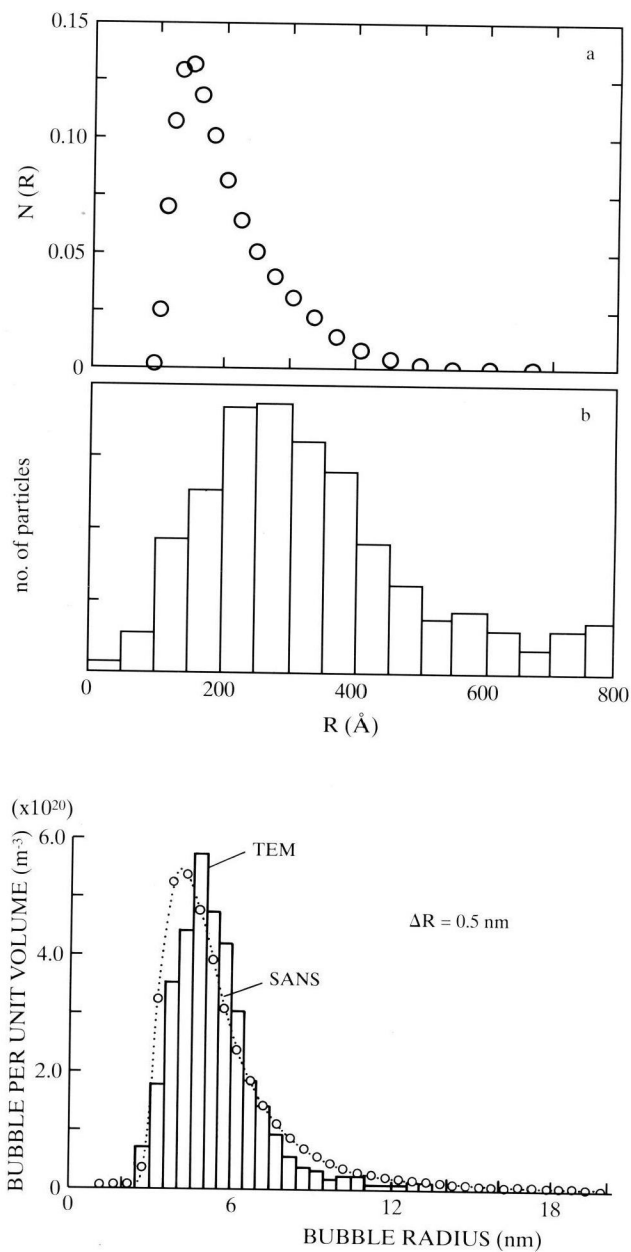 0.15
a
0.10
N (R)
0.05
0
b
no. of particles
0 200 400 600 800
R (Å)
(x10²⁰)
6.0
TEM
ΔR = 0.5 nm
4.0
SANS
BUBBLE PER UNIT VOLUME (m⁻³)
2.0
0
0 6 12 18
BUBBLE RADIUS (nm)